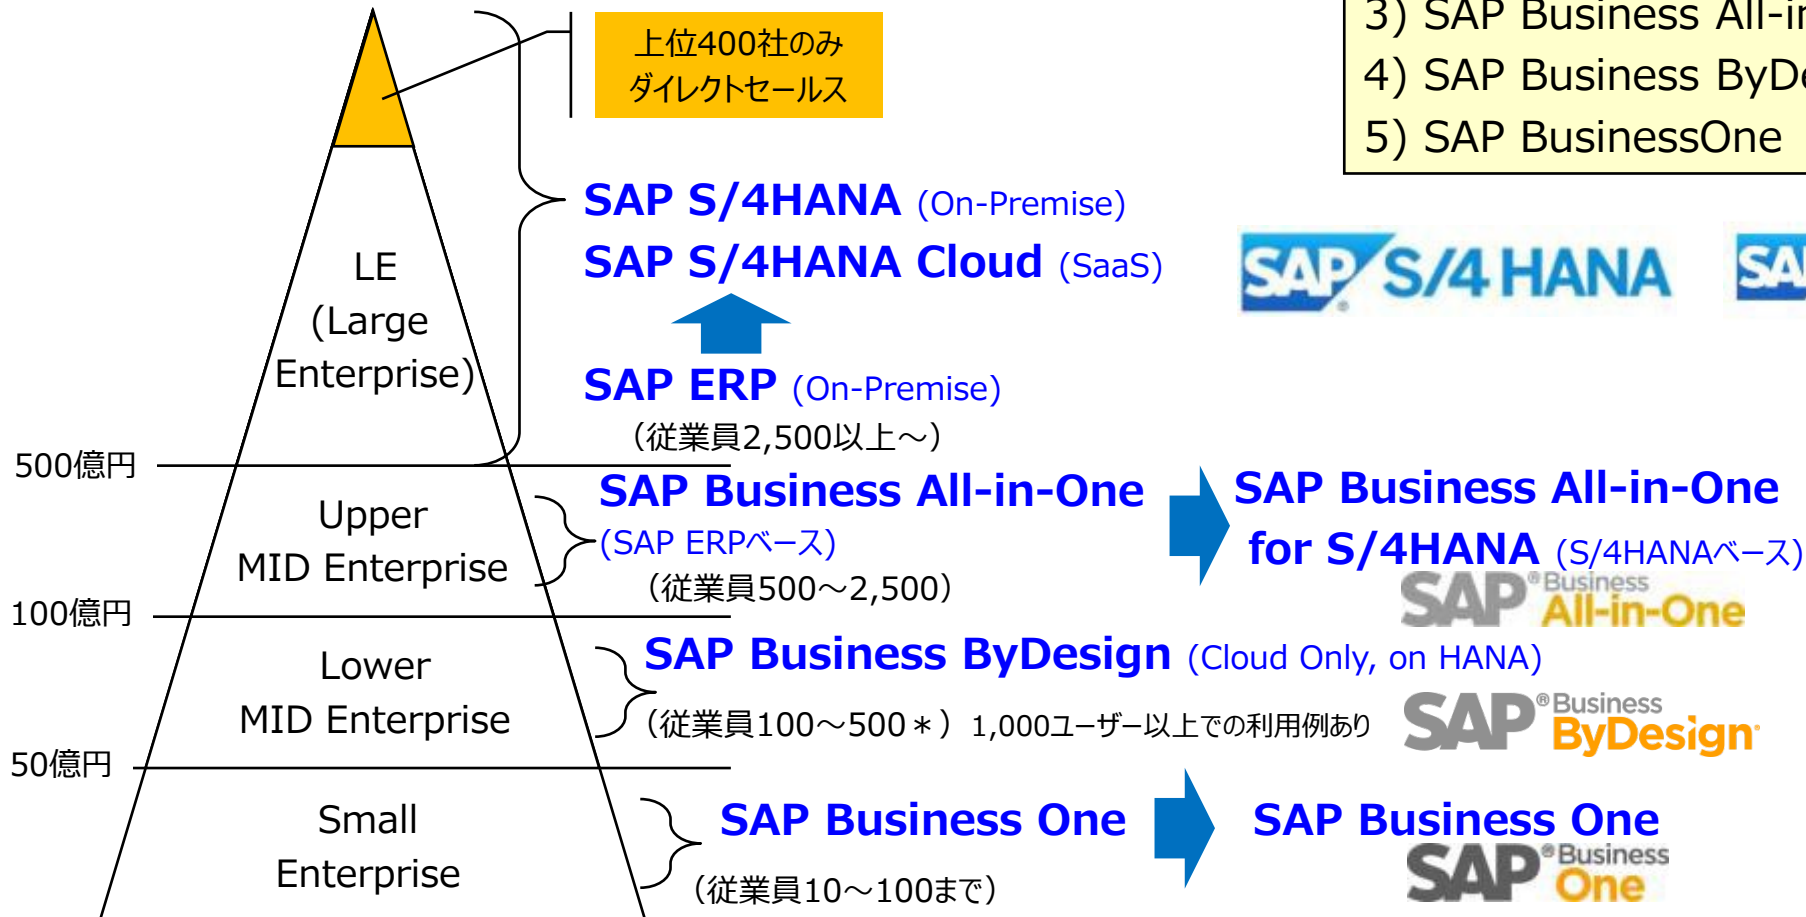 上位400社のみ
ダイレクトセールス
3) SAP Business All-in
4) SAP Business ByDe
5) SAP BusinessOne
SAP S/4HANA (On-Premise)
SAP S/4HANA Cloud (SaaS)
SAP S/4 HANA
SA
LE
(Large
Enterprise)
SAP ERP (On-Premise)
（従業員2,500以上～）
500億円
SAP Business All-in-One
(SAP ERPベース)
（従業員500～2,500）
SAP Business All-in-One
for S/4HANA (S/4HANAベース)
SAP® Business
All-in-One
Upper
MID Enterprise
100億円
SAP Business ByDesign (Cloud Only, on HANA)
（従業員100～500＊）1,000ユーザー以上での利用例あり
SAP® Business
ByDesign
Lower
MID Enterprise
50億円
SAP Business One
（従業員10～100まで）
SAP Business One
SAP® Business
One
Small
Enterprise